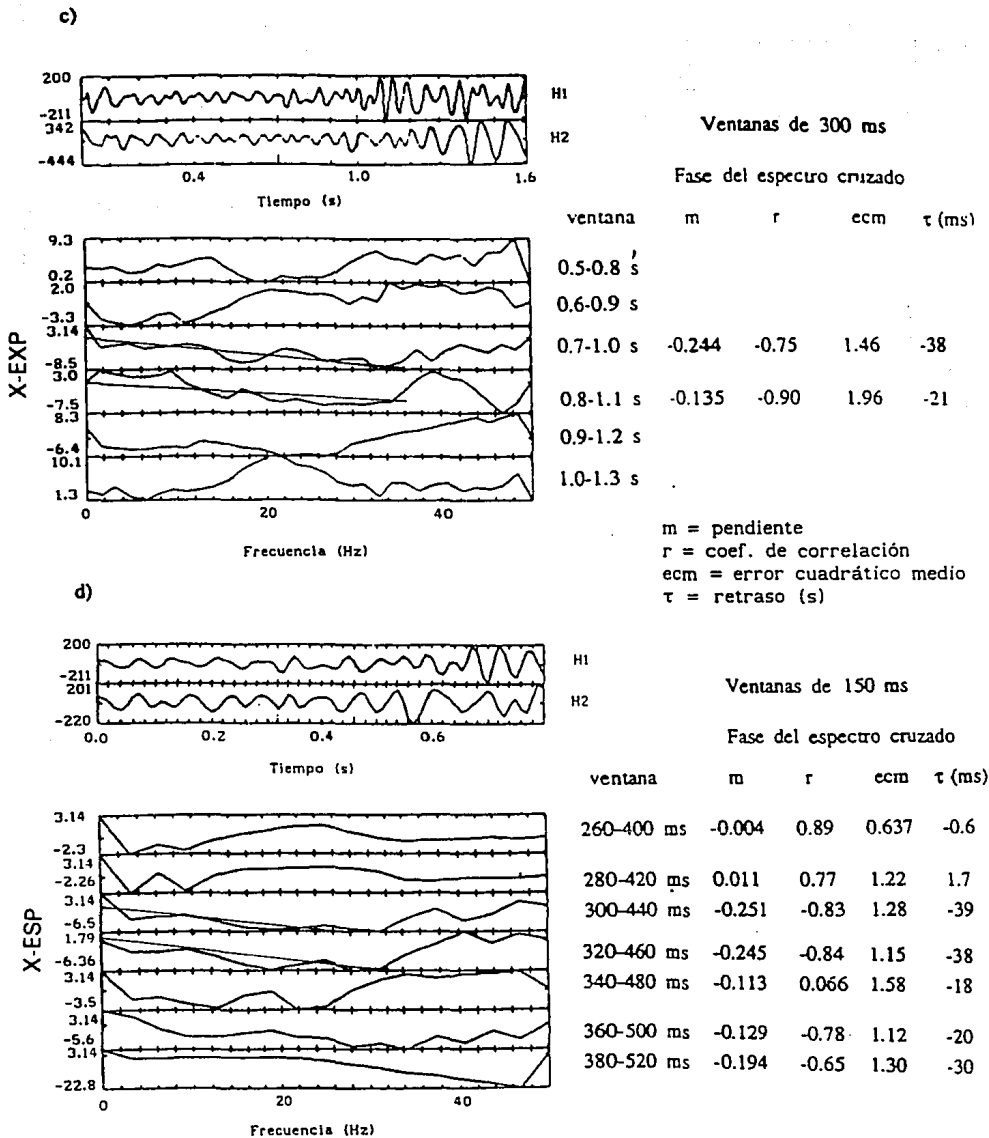 c)
200
-211
342
-444
H1
H2
0.4 1.0 1.6
Tiempo (s)
Ventanas de 300 ms
Fase del espectro cruzado
ventana m r ecm τ (ms)
9.3
0.2
2.0
-3.3
3.14
-8.5
3.0
-7.5
8.3
-6.4
10.1
1.3
X-EXP
0 20 40
Frecuencia (Hz)
0.5-0.8 s
0.6-0.9 s
0.7-1.0 s -0.244 -0.75 1.46 -38
0.8-1.1 s -0.135 -0.90 1.96 -21
0.9-1.2 s
1.0-1.3 s
m = pendiente
r = coef. de correlación
ecm = error cuadrático medio
τ = retraso (s)
d)
200
-211
201
-220
H1
H2
0.0 0.2 0.4 0.6
Tiempo (s)
Ventanas de 150 ms
Fase del espectro cruzado
ventana m r ecm τ (ms)
3.14
-2.3
3.14
-2.26
3.14
-6.5
1.79
-6.36
3.14
-3.5
3.14
-5.6
3.14
-22.8
X-ESP
0 20 40
Frecuencia (Hz)
260-400 ms -0.004 0.89 0.637 -0.6
280-420 ms 0.011 0.77 1.22 1.7
300-440 ms -0.251 -0.83 1.28 -39
320-460 ms -0.245 -0.84 1.15 -38
340-480 ms -0.113 0.066 1.58 -18
360-500 ms -0.129 -0.78 1.12 -20
380-520 ms -0.194 -0.65 1.30 -30